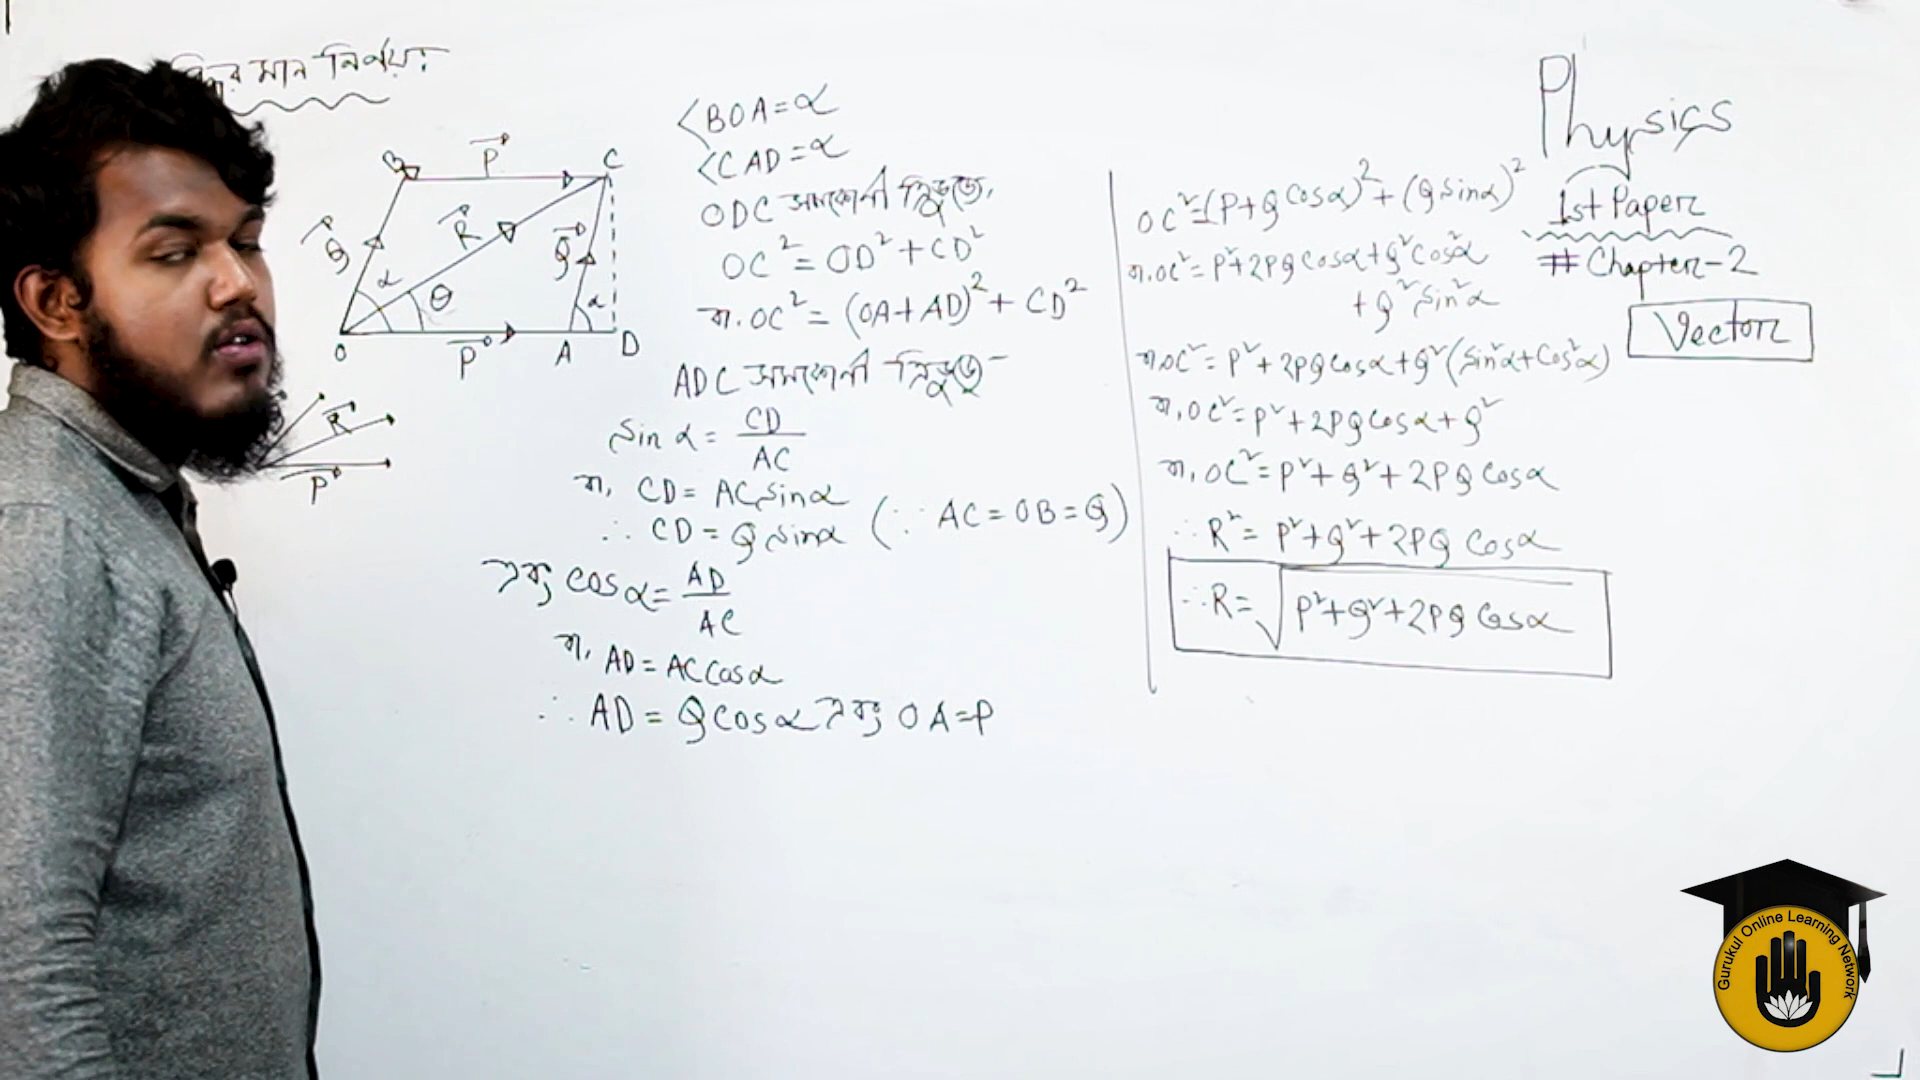 মান নির্ণয়:
B
P
C
Q
R
Q
α
θ
α
O
P
A
D
R
P
<BOA=α
<CAD=α
ODC সমকোণী ত্রিভুজে,
OC² = OD² + CD²
বা, OC² = (OA+AD)² + CD²
ADC সমকোণী ত্রিভুজে-
Sin α = CD/AC
বা, CD = AC Sinα
∴ CD = Q Sinα (∵ AC = OB = Q)
এবং cos α = AD/AC
বা, AD = AC Cosα
∴ AD = Q Cosα এবং OA=P
OC² = (P+Q Cosα)² + (Q Sinα)²
বা, OC² = P²+2PQ Cosα+Q² Cos²α
+ Q² Sin²α
বা, OC² = P² + 2PQ Cosα + Q² (Sin²α + Cos²α)
বা, OC² = P² + 2PQ Cosα + Q²
বা, OC² = P² + Q² + 2PQ Cosα
∴ R² = P² + Q² + 2PQ Cosα
∴ R = √P² + Q² + 2PQ Cosα
Physics
1st Paper
# Chapter-2
Vector
Gurukul Online Learning Network